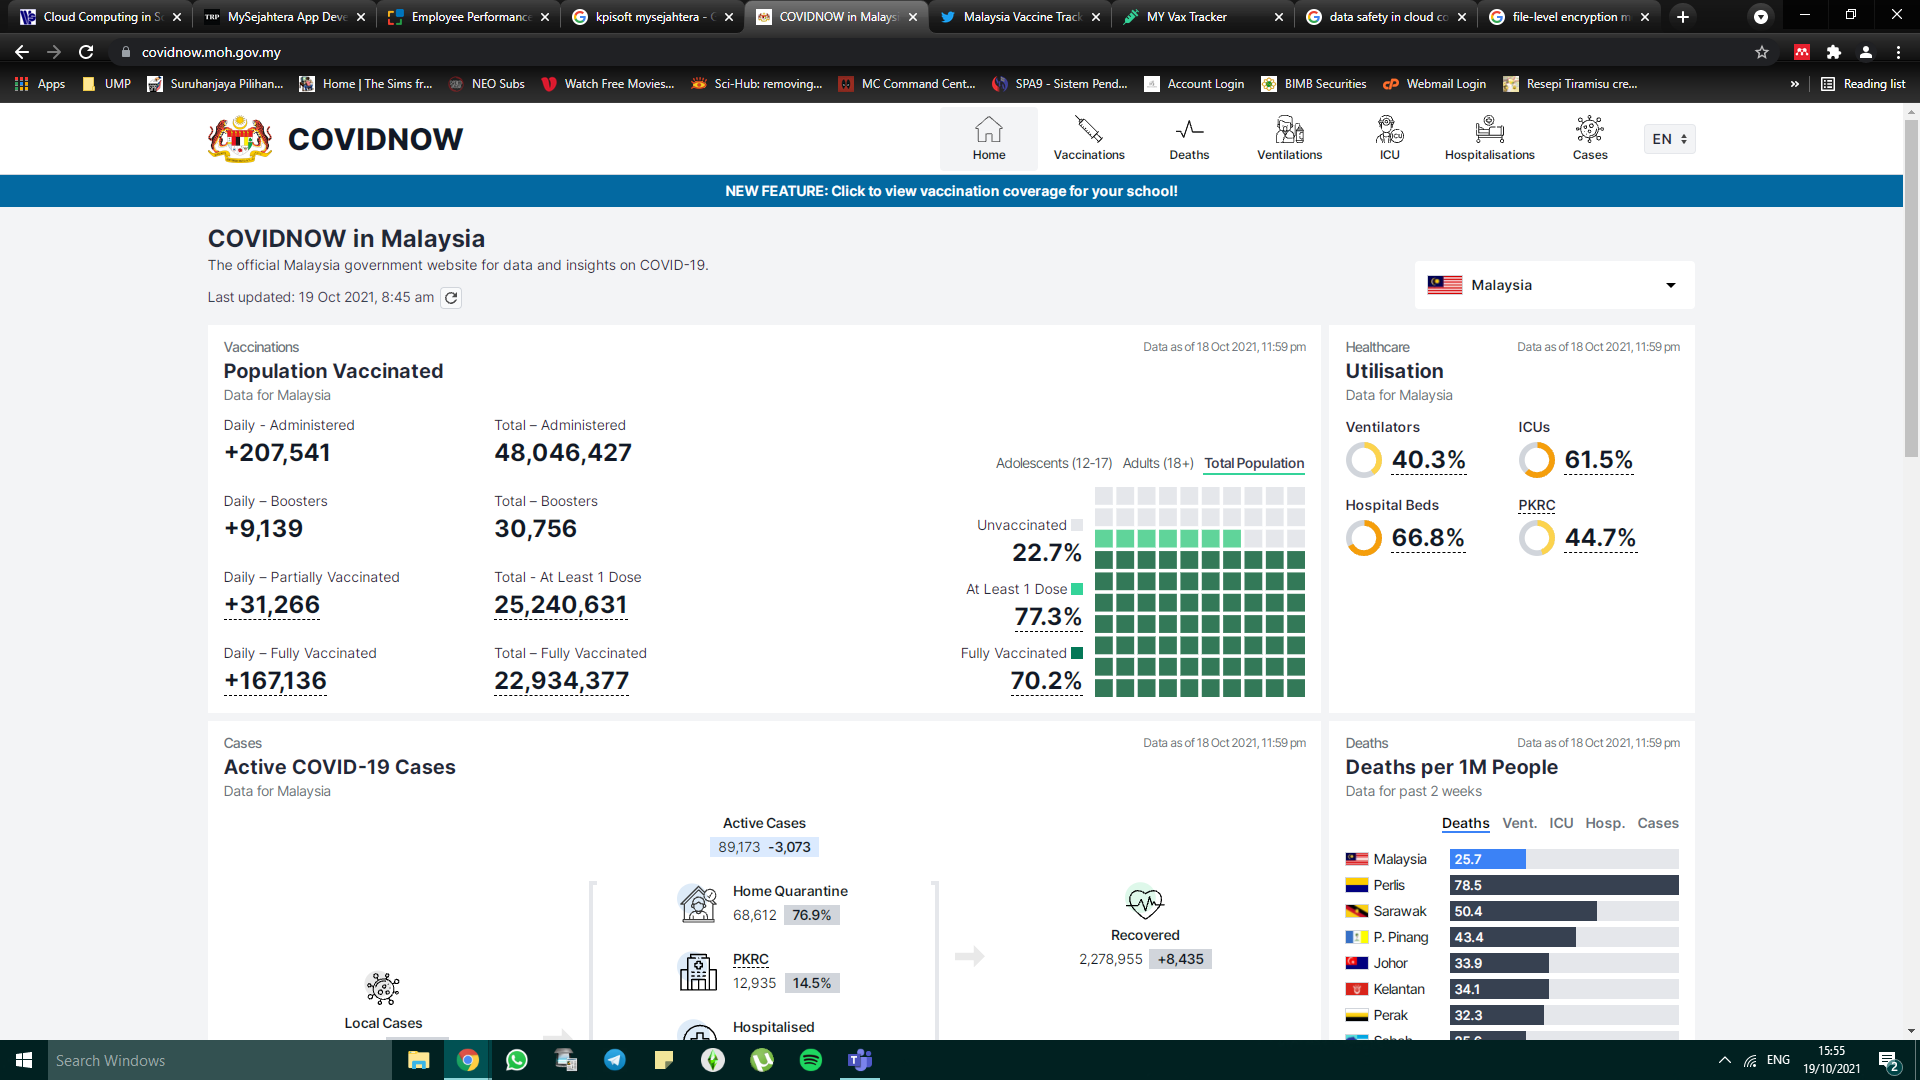 Cloud Computing in Sc
MySejahtera App Deve
Employee Performance
kpisoft mysejahtera - G
COVIDNOW in Malaysi
Malaysia Vaccine Track
MY Vax Tracker
data safety in cloud co
file-level encryption m
covidnow.moh.gov.my
Apps
UMP
Suruhanjaya Pilihan...
Home | The Sims fr...
NEO Subs
Watch Free Movies...
Sci-Hub: removing...
MC Command Cent...
SPA9 - Sistem Pend...
Account Login
BIMB Securities
Webmail Login
Resepi Tiramisu cre...
»
Reading list
COVIDNOW
Home
Vaccinations
Deaths
Ventilations
ICU
Hospitalisations
Cases
EN
NEW FEATURE: Click to view vaccination coverage for your school!
COVIDNOW in Malaysia
The official Malaysia government website for data and insights on COVID-19.
Last updated: 19 Oct 2021, 8:45 am
Malaysia
Vaccinations
Data as of 18 Oct 2021, 11:59 pm
Population Vaccinated
Data for Malaysia
Daily - Administered
+207,541
Total – Administered
48,046,427
Daily – Boosters
+9,139
Total – Boosters
30,756
Daily – Partially Vaccinated
+31,266
Total - At Least 1 Dose
25,240,631
Daily – Fully Vaccinated
+167,136
Total – Fully Vaccinated
22,934,377
Adolescents (12-17) Adults (18+) Total Population
Unvaccinated
22.7%
At Least 1 Dose
77.3%
Fully Vaccinated
70.2%
Healthcare
Data as of 18 Oct 2021, 11:59 pm
Utilisation
Data for Malaysia
Ventilators
40.3%
ICUs
61.5%
Hospital Beds
66.8%
PKRC
44.7%
Cases
Data as of 18 Oct 2021, 11:59 pm
Active COVID-19 Cases
Data for Malaysia
Active Cases
89,173 -3,073
Home Quarantine
68,612 76.9%
PKRC
12,935 14.5%
Hospitalised
Local Cases
Recovered
2,278,955 +8,435
Deaths
Data as of 18 Oct 2021, 11:59 pm
Deaths per 1M People
Data for past 2 weeks
Deaths Vent. ICU Hosp. Cases
Malaysia 25.7
Perlis 78.5
Sarawak 50.4
P. Pinang 43.4
Johor 33.9
Kelantan 34.1
Perak 32.3
Search Windows
ENG
15:55
19/10/2021
2